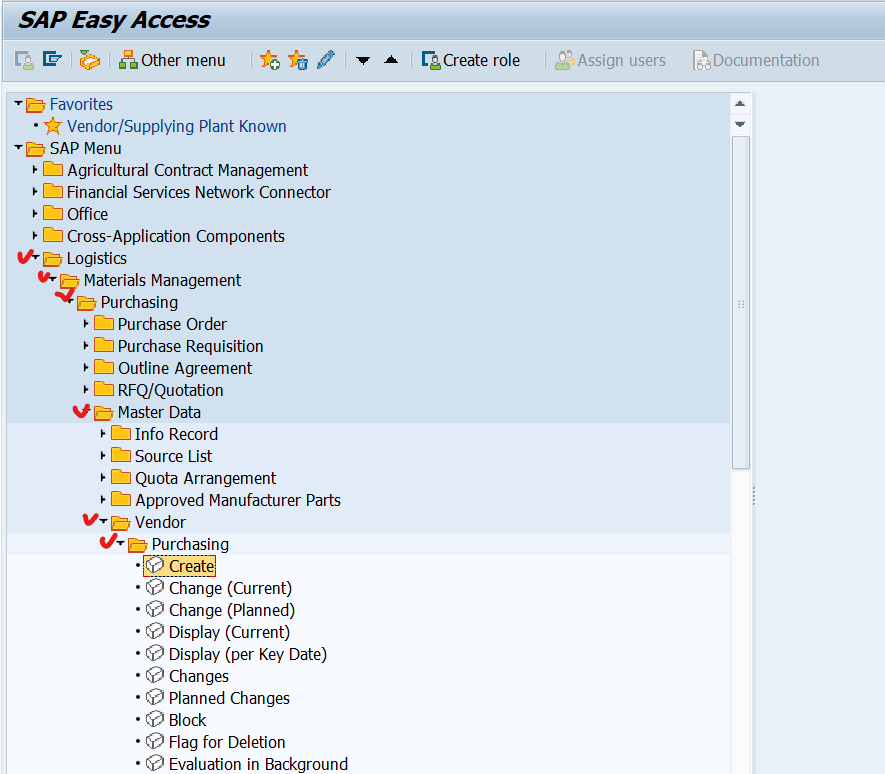 SAP Easy Access
Other menu Create role Assign users Documentation
Favorites
Vendor/Supplying Plant Known
SAP Menu
Agricultural Contract Management
Financial Services Network Connector
Office
Cross-Application Components
Logistics
Materials Management
Purchasing
Purchase Order
Purchase Requisition
Outline Agreement
RFQ/Quotation
Master Data
Info Record
Source List
Quota Arrangement
Approved Manufacturer Parts
Vendor
Purchasing
Create
Change (Current)
Change (Planned)
Display (Current)
Display (per Key Date)
Changes
Planned Changes
Block
Flag for Deletion
Evaluation in Background